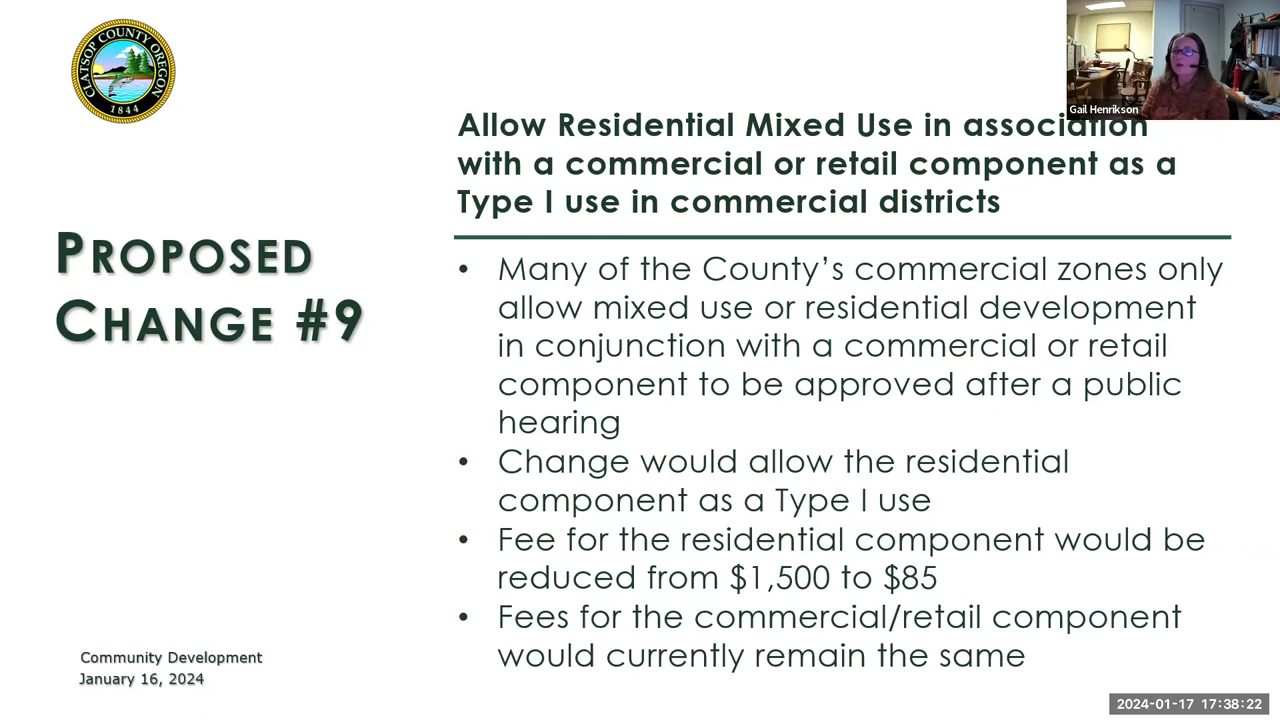 CLATSOP COUNTY OREGON
1844
Gail Henrikson
Allow Residential Mixed Use in association
with a commercial or retail component as a
Type I use in commercial districts
PROPOSED
CHANGE #9
• Many of the County’s commercial zones only
allow mixed use or residential development
in conjunction with a commercial or retail
component to be approved after a public
hearing
• Change would allow the residential
component as a Type I use
• Fee for the residential component would be
reduced from $1,500 to $85
• Fees for the commercial/retail component
would currently remain the same
Community Development
January 16, 2024
2024-01-17 17:38:22